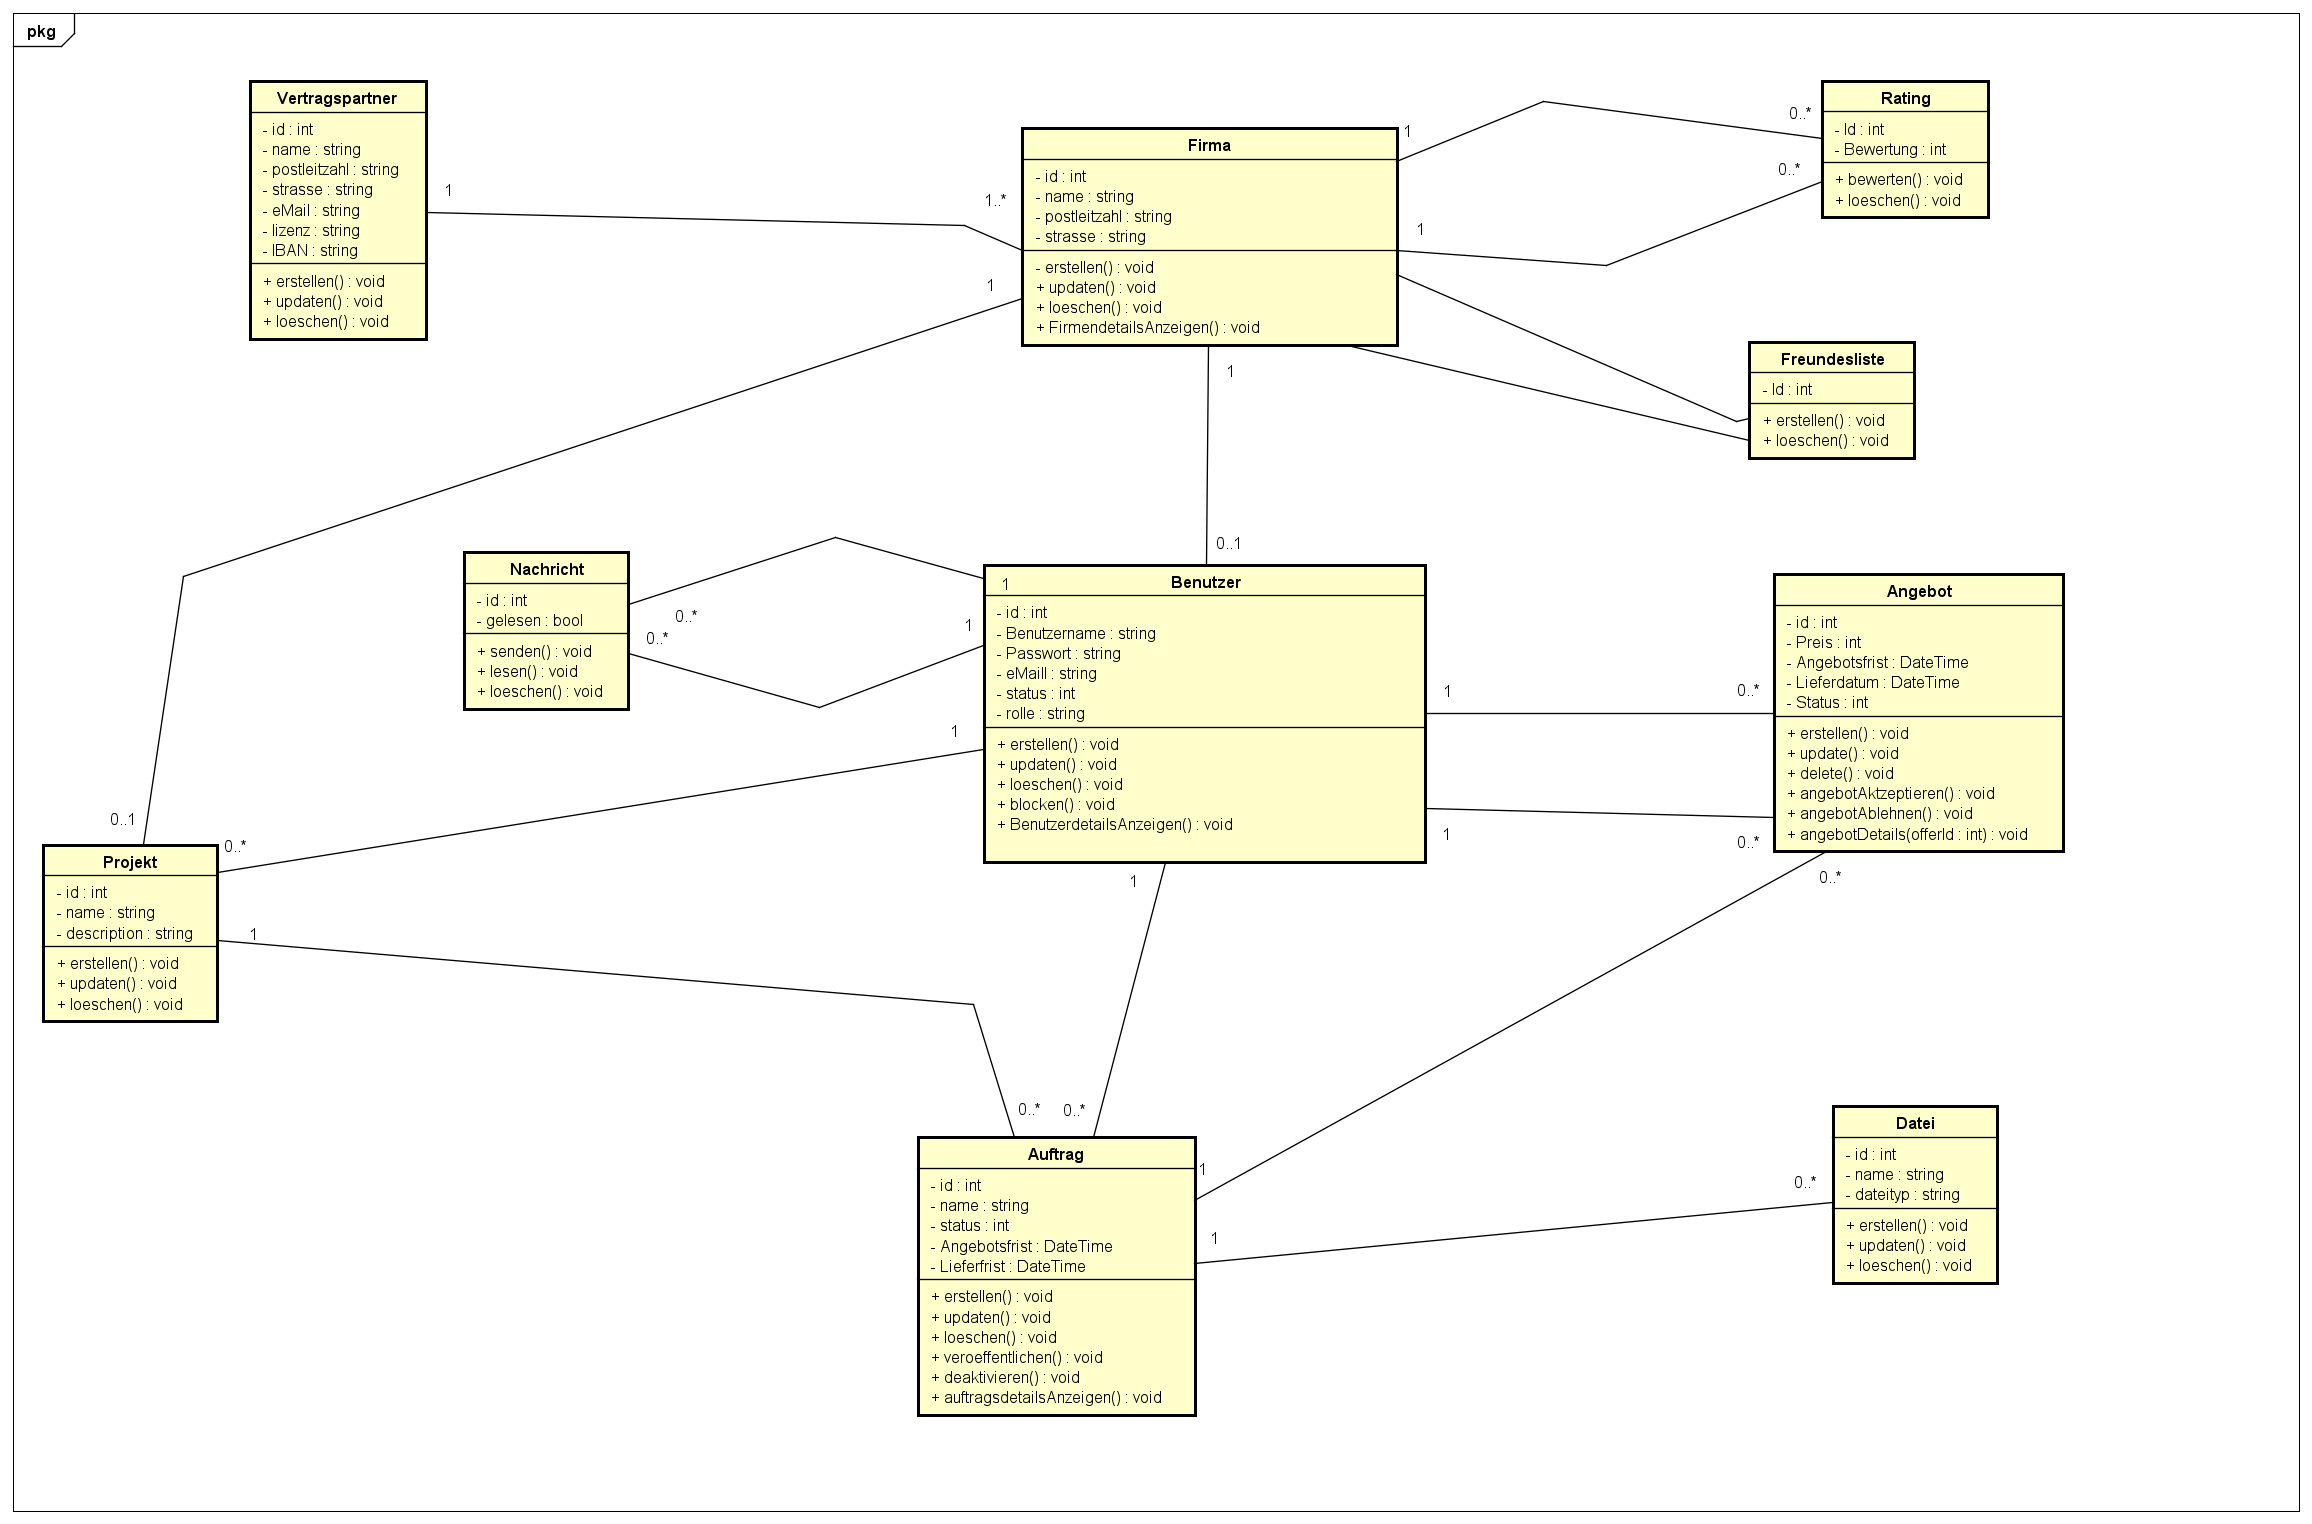 pkg
Vertragspartner
- id : int
- name : string
- postleitzahl : string
- strasse : string
- eMail : string
- lizenz : string
- IBAN : string
+ erstellen() : void
+ updaten() : void
+ loeschen() : void
1
1..*
Firma
- id : int
- name : string
- postleitzahl : string
- strasse : string
- erstellen() : void
+ updaten() : void
+ loeschen() : void
+ FirmendetailsAnzeigen() : void
1
1
0..*
1
0..*
Rating
- Id : int
- Bewertung : int
+ bewerten() : void
+ loeschen() : void
Freundesliste
- Id : int
+ erstellen() : void
+ loeschen() : void
1
0..1
Nachricht
- id : int
- gelesen : bool
+ senden() : void
+ lesen() : void
+ loeschen() : void
0..*
0..*
1
1
1
Benutzer
- id : int
- Benutzername : string
- Passwort : string
- eMaill : string
- status : int
- rolle : string
+ erstellen() : void
+ updaten() : void
+ loeschen() : void
+ blocken() : void
+ BenutzerdetailsAnzeigen() : void
1
0..*
1
0..*
Angebot
- id : int
- Preis : int
- Angebotsfrist : DateTime
- Lieferdatum : DateTime
- Status : int
+ erstellen() : void
+ update() : void
+ delete() : void
+ angebotAktzeptieren() : void
+ angebotAblehnen() : void
+ angebotDetails(offerId : int) : void
0..*
0..1
0..*
Projekt
- id : int
- name : string
- description : string
+ erstellen() : void
+ updaten() : void
+ loeschen() : void
1
1
0..*
0..*
Auftrag
- id : int
- name : string
- status : int
- Angebotsfrist : DateTime
- Lieferfrist : DateTime
+ erstellen() : void
+ updaten() : void
+ loeschen() : void
+ veroeffentlichen() : void
+ deaktivieren() : void
+ auftragsdetailsAnzeigen() : void
1
1
0..*
Datei
- id : int
- name : string
- dateityp : string
+ erstellen() : void
+ updaten() : void
+ loeschen() : void